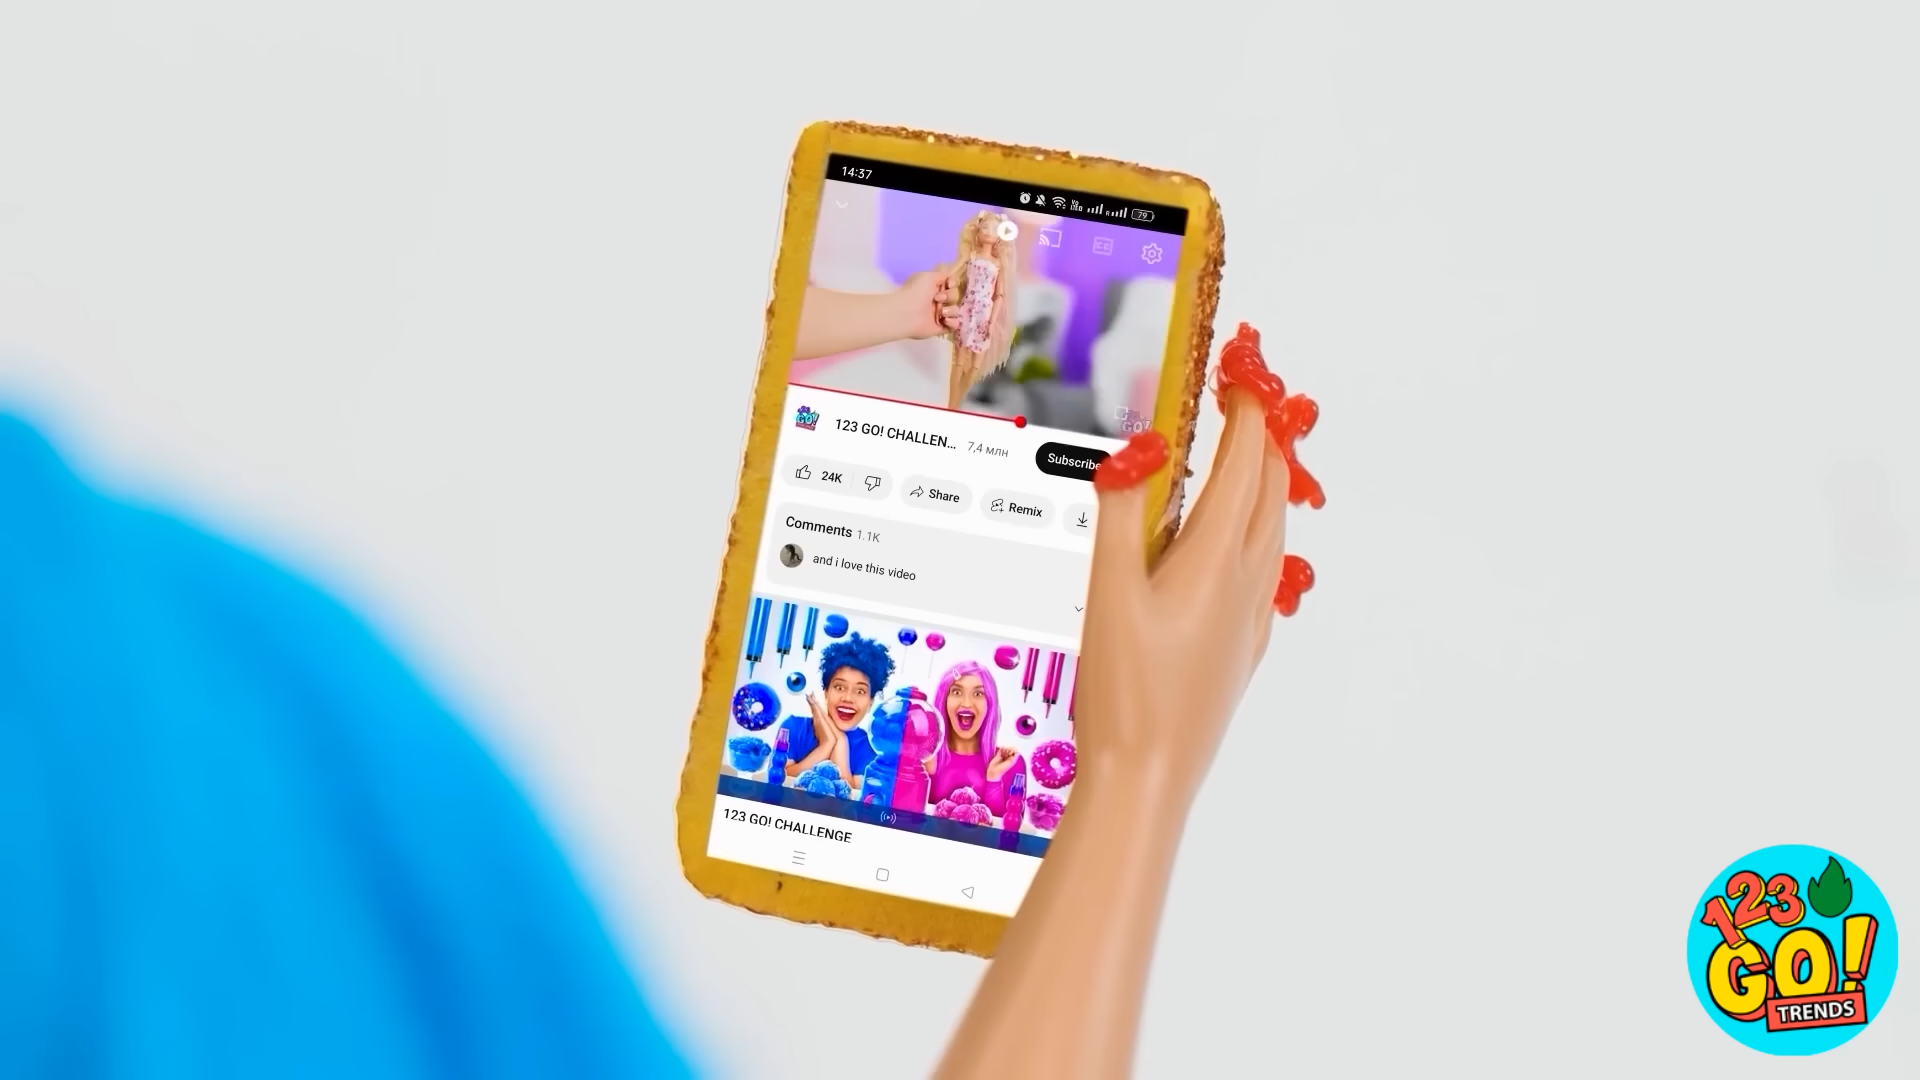 14:37
79
123 GO! CHALLEN...
7,4 млн
Subscribe
24K
Share
Remix
Comments 1.1K
and i love this video
123 GO! CHALLENGE
123
GO!
TRENDS